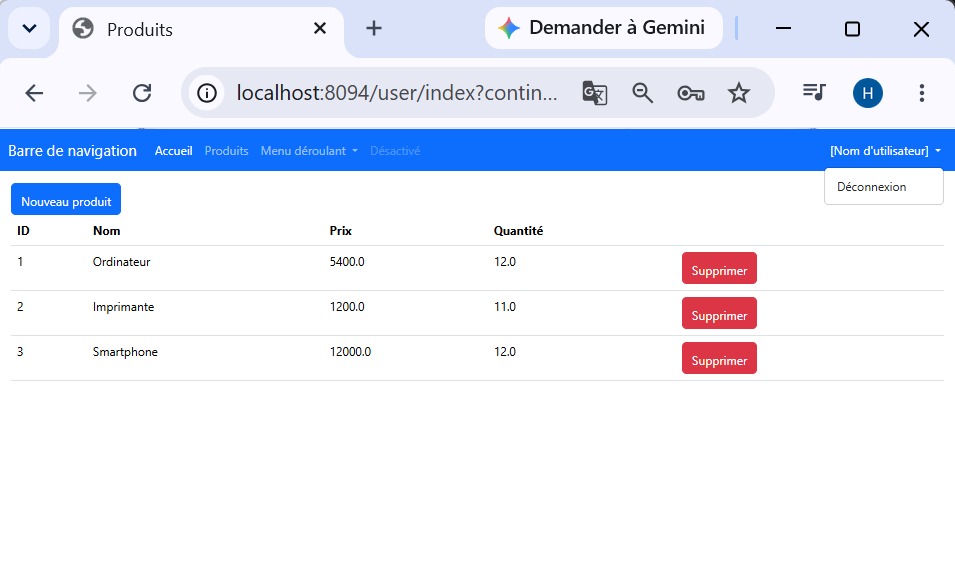 Produits
Demander à Gemini
localhost:8094/user/index?contin...
H
Barre de navigation Accueil Produits Menu déroulant Désactivé [Nom d'utilisateur]
Déconnexion
Nouveau produit
ID Nom Prix Quantité
1 Ordinateur 5400.0 12.0 Supprimer
2 Imprimante 1200.0 11.0 Supprimer
3 Smartphone 12000.0 12.0 Supprimer